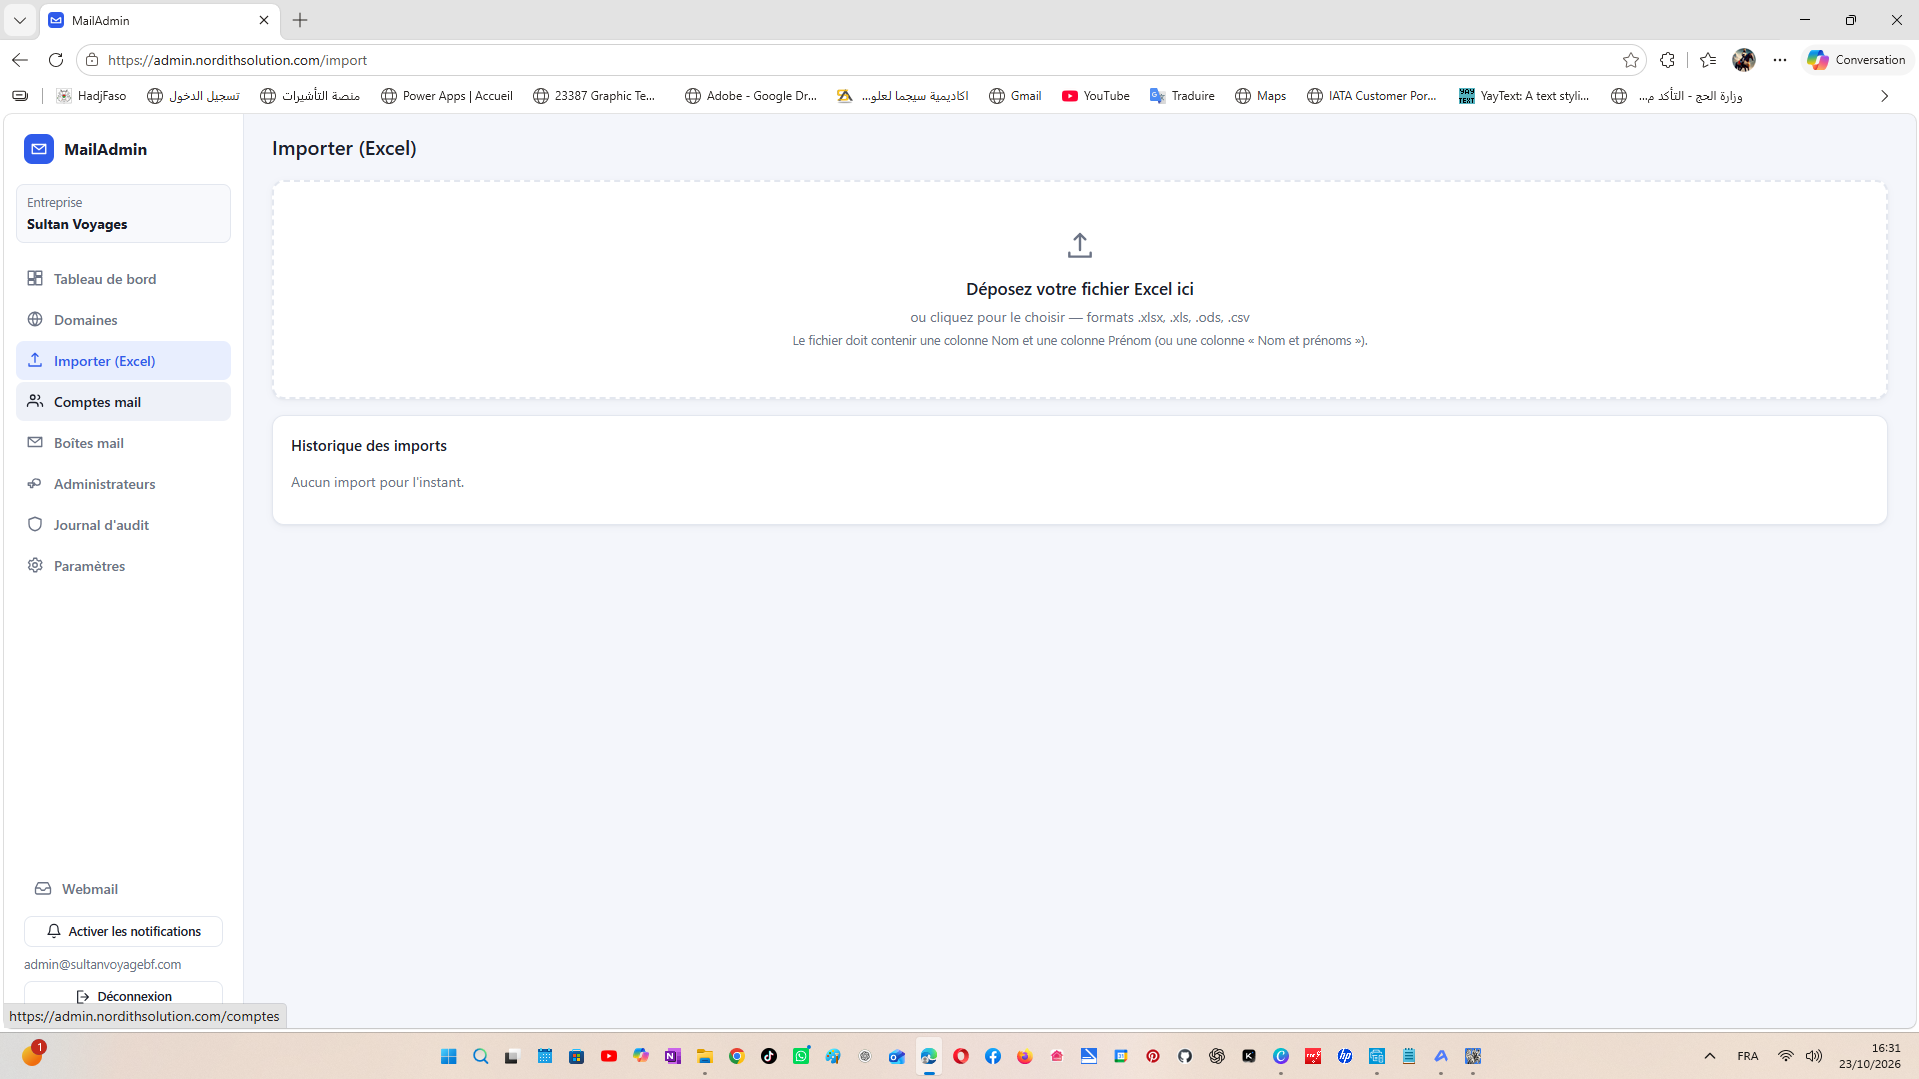 MailAdmin
https://admin.nordithsolution.com/import
Conversation
HadjFaso
تسجيل الدخول
منصة التأشيرات
Power Apps | Accueil
23387 Graphic Te...
Adobe - Google Dr...
اكاديمية سيجما لعلو...
Gmail
YouTube
Traduire
Maps
IATA Customer Por...
YayText: A text styli...
وزارة الحج - التأكد م...
MailAdmin
Entreprise
Sultan Voyages
Tableau de bord
Domaines
Importer (Excel)
Comptes mail
Boîtes mail
Administrateurs
Journal d'audit
Paramètres
Webmail
Activer les notifications
admin@sultanvoyagebf.com
Déconnexion
https://admin.nordithsolution.com/comptes
Importer (Excel)
Déposez votre fichier Excel ici
ou cliquez pour le choisir — formats .xlsx, .xls, .ods, .csv
Le fichier doit contenir une colonne Nom et une colonne Prénom (ou une colonne « Nom et prénoms »).
Historique des imports
Aucun import pour l'instant.
1
FRA
16:31
23/10/2026